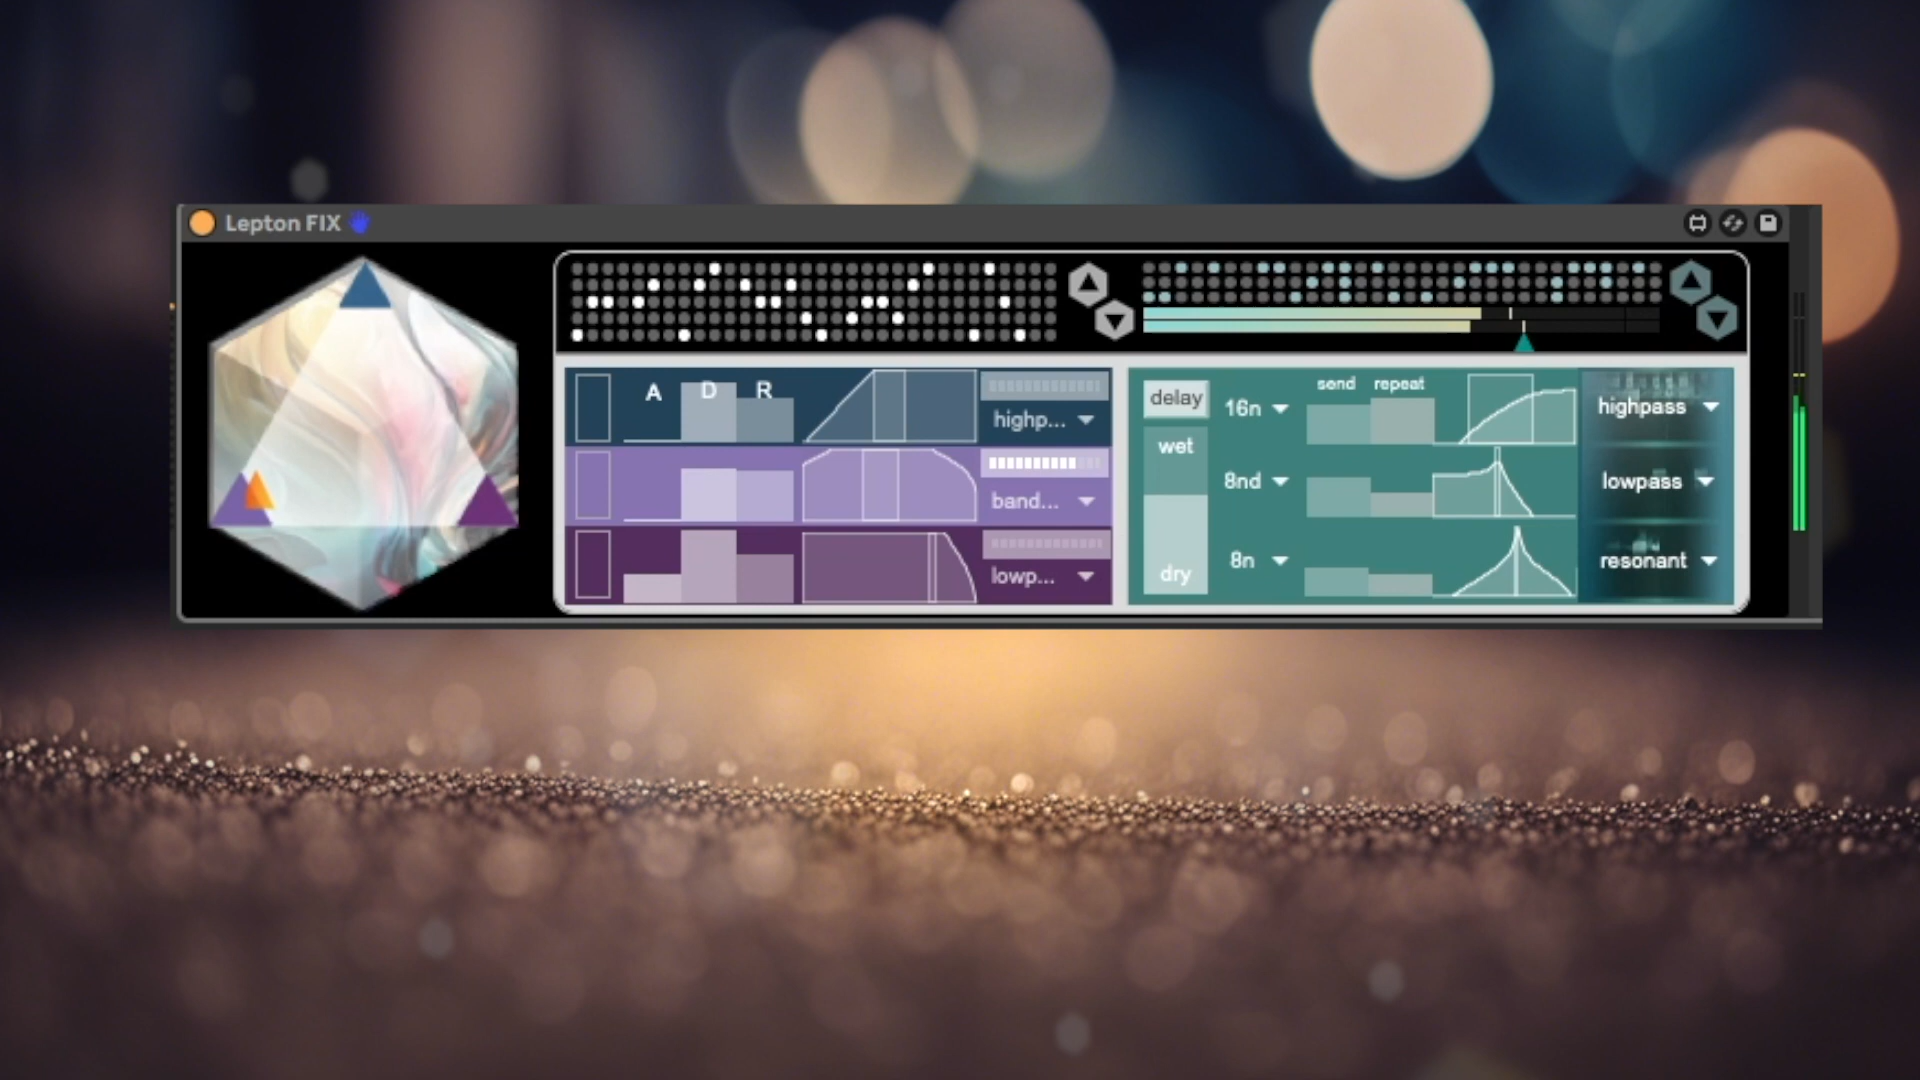 Lepton FIX
A D R
highp...
band...
lowp...
delay
wet
dry
16n
8nd
8n
send repeat
highpass
lowpass
resonant